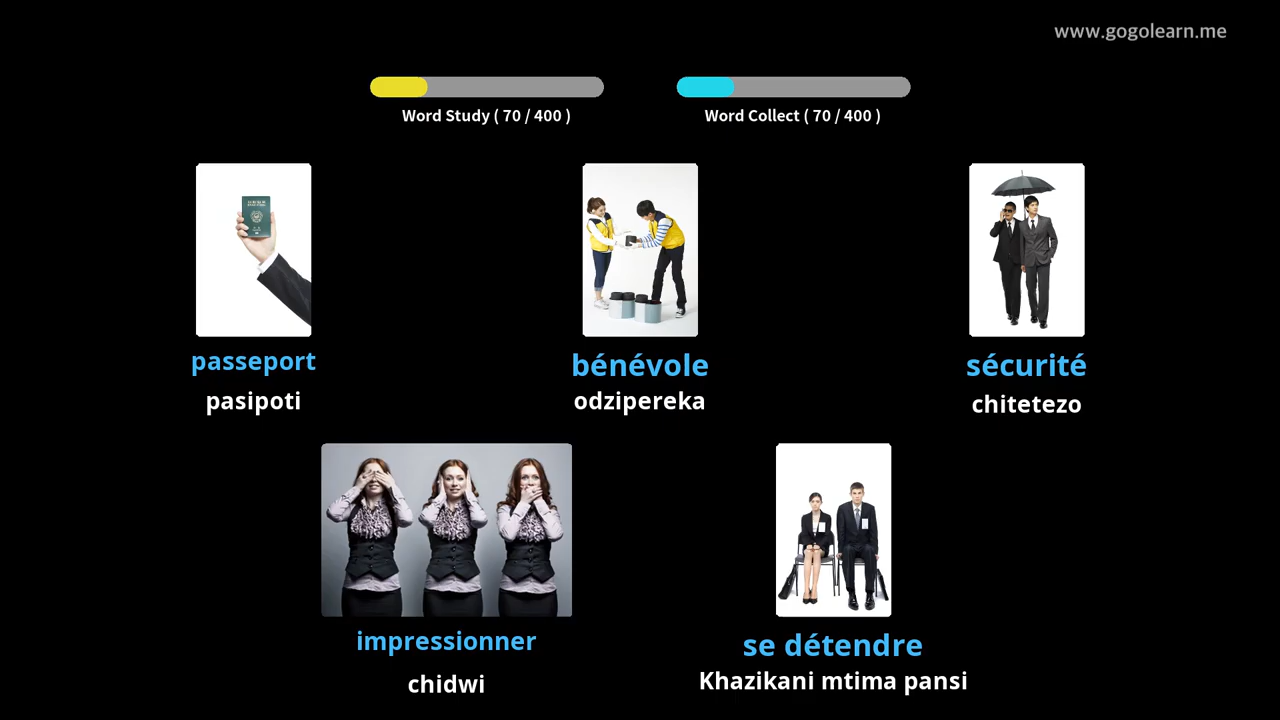 www.gogolearn.me
Word Study ( 70 / 400 )
Word Collect ( 70 / 400 )
passeport
pasipoti
bénévole
odzipereka
sécurité
chitetezo
impressionner
chidwi
se détendre
Khazikani mtima pansi